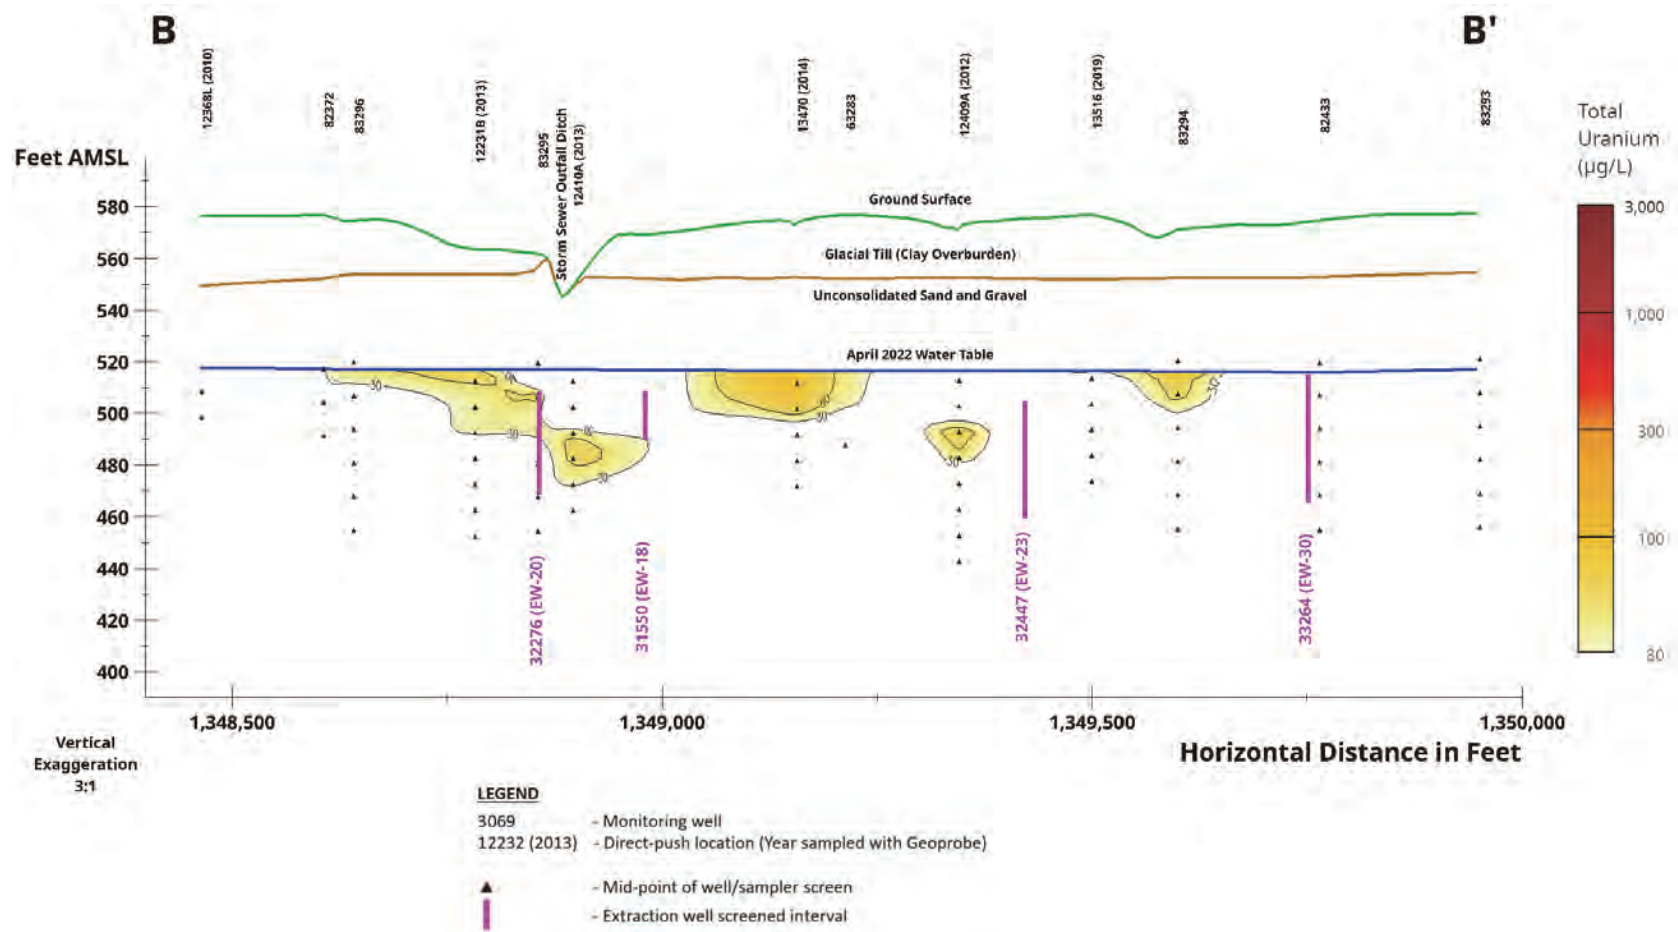 B
B'
12368L (2010)
82372
83296
12231B (2013)
83295
Storm Sewer Outfall Ditch
12410A (2013)
13470 (2014)
63283
12409A (2012)
13516 (2019)
83294
82433
83293
Feet AMSL
580
560
540
520
500
480
460
440
420
400
Ground Surface
Glacial Till (Clay Overburden)
Unconsolidated Sand and Gravel
April 2022 Water Table
30
30
30
30
50
32276 (EW-20)
31550 (EW-18)
32447 (EW-23)
33264 (EW-30)
1,348,500
1,349,000
1,349,500
1,350,000
Horizontal Distance in Feet
Vertical
Exaggeration
3:1
Total
Uranium
(µg/L)
3,000
1,000
300
100
80
LEGEND
3069 - Monitoring well
12232 (2013) - Direct-push location (Year sampled with Geoprobe)
- Mid-point of well/sampler screen
- Extraction well screened interval